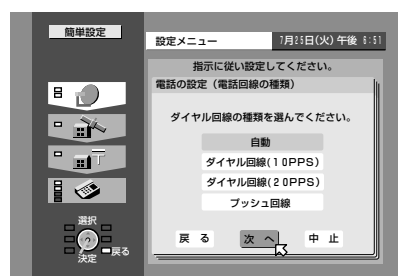 簡単設定
設定メニュー
7月25日(火)午後 6:51
指示に従い設定してください。
電話の設定（電話回線の種類）
ダイヤル回線の種類を選んでください。
自動
ダイヤル回線(10PPS)
ダイヤル回線(20PPS)
プッシュ回線
戻 る
次 へ
中 止
選択
戻る
決定